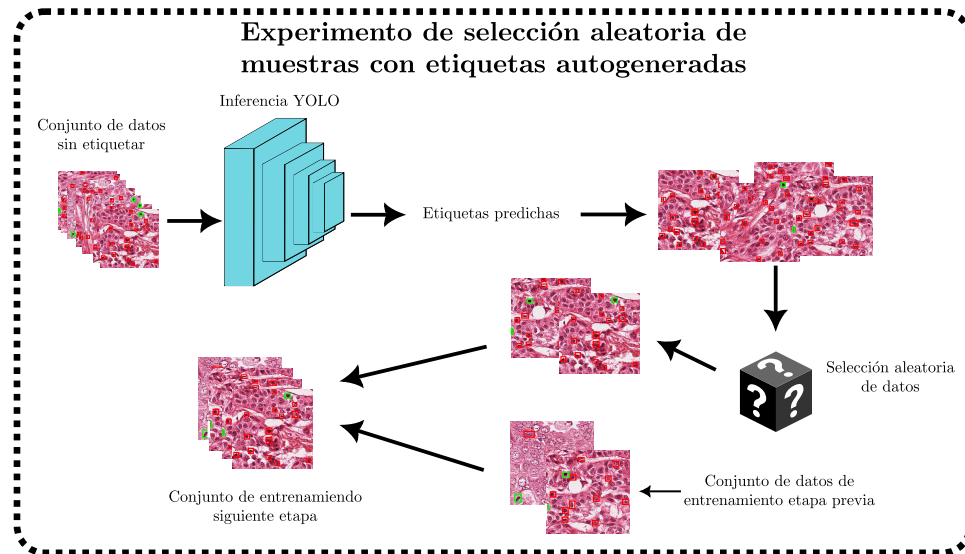 Experimento de selección aleatoria de
muestras con etiquetas autogeneradas
Inferencia YOLO
Conjunto de datos
sin etiquetar
Etiquetas predichas
Selección aleatoria
de datos
? ? ?
Conjunto de datos de
entrenamiento etapa previa
Conjunto de entrenamiendo
siguiente etapa